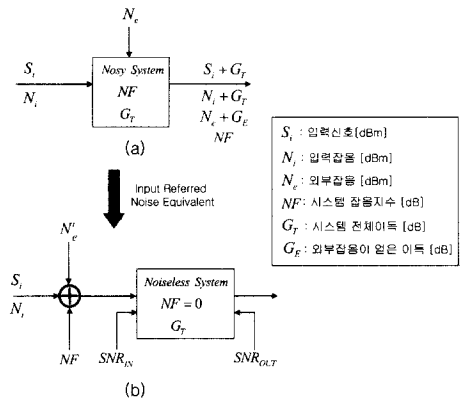 N_e
S_i
N_i
Nosy System
NF
G_T
S_i + G_T
N_i + G_T
N_e + G_E
NF
(a)
Input Referred
Noise Equivalent
S_i : 입력신호 [dBm]
N_i : 입력잡음 [dBm]
N_e : 외부잡음 [dBm]
NF : 시스템 잡음지수 [dB]
G_T : 시스템 전체이득 [dB]
G_E : 외부잡음이 얻은 이득 [dB]
N'_e
S_i
N_i
NF
Noiseless System
NF = 0
G_T
SNR_IN
SNR_OUT
(b)